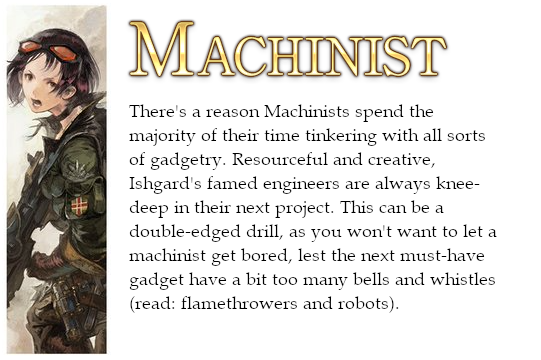 MACHINIST
There's a reason Machinists spend the
majority of their time tinkering with all sorts
of gadgetry. Resourceful and creative,
Ishgard's famed engineers are always knee-
deep in their next project. This can be a
double-edged drill, as you won't want to let a
machinist get bored, lest the next must-have
gadget have a bit too many bells and whistles
(read: flamethrowers and robots).